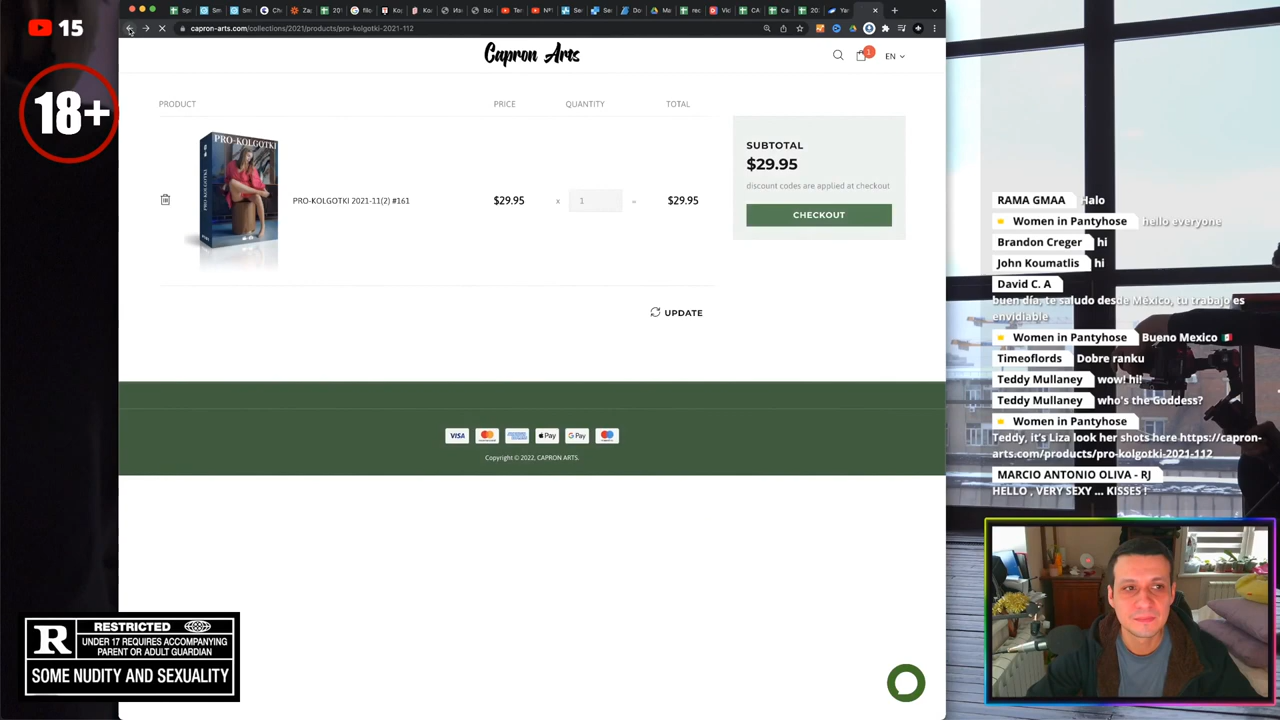 15
18+
capron-arts.com/collections/2021/products/pro-kolgotki-2021-112
Capron Arts
1
EN
PRODUCT
PRICE
QUANTITY
TOTAL
PRO-KOLGOTKI
PRO-KOLGOTKI 2021-11(2) #161
$29.95
x
1
=
$29.95
UPDATE
SUBTOTAL
$29.95
discount codes are applied at checkout
CHECKOUT
VISA
Pay
Pay
Copyright © 2022, CAPRON ARTS.
RAMA GMAA Halo
Women in Pantyhose hello everyone
Brandon Creger hi
John Koumatlis hi
David C. A
buen día, te saludo desde México, tu trabajo es
envidiable
Women in Pantyhose Bueno Mexico
Timeoflords Dobre ranku
Teddy Mullaney wow! hi!
Teddy Mullaney who's the Goddess?
Women in Pantyhose
Teddy, it's Liza look her shots here https://capron-
arts.com/products/pro-kolgotki-2021-112
MARCIO ANTONIO OLIVA - RJ
HELLO , VERY SEXY ... KISSES !
R
RESTRICTED
UNDER 17 REQUIRES ACCOMPANYING
PARENT OR ADULT GUARDIAN
SOME NUDITY AND SEXUALITY